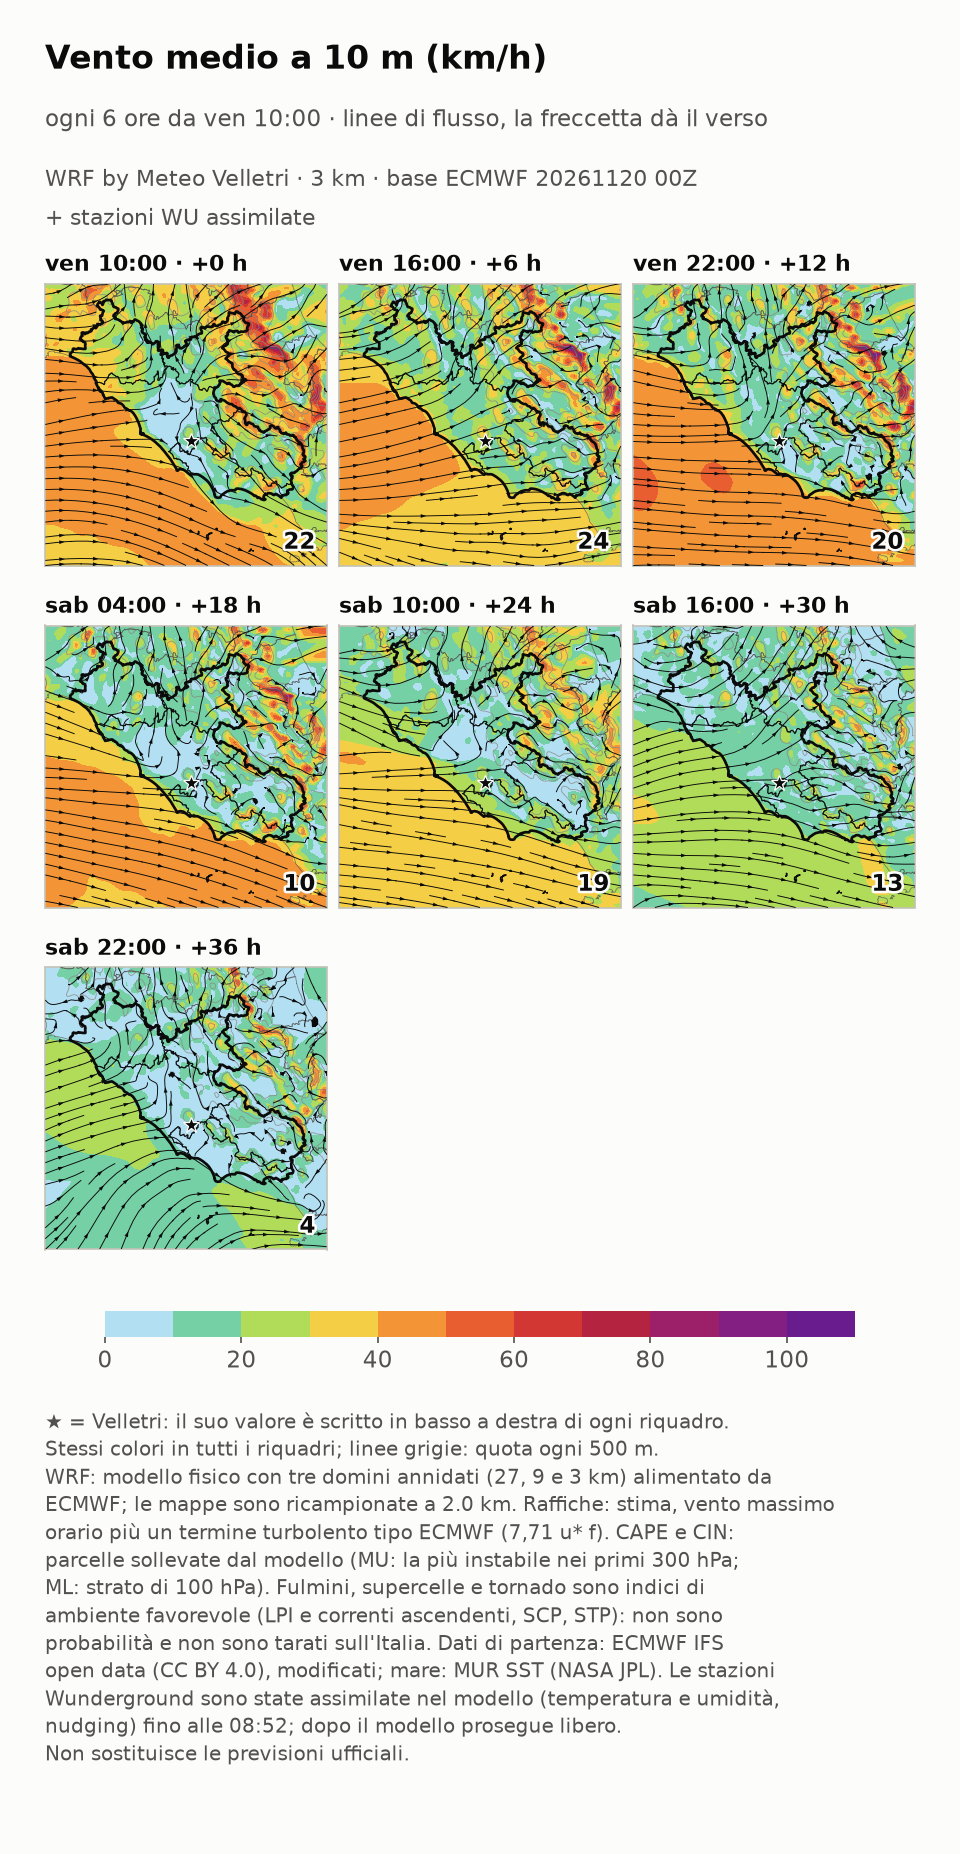 Vento medio a 10 m (km/h)
ogni 6 ore da ven 10:00 · linee di flusso, la freccetta dà il verso
WRF by Meteo Velletri · 3 km · base ECMWF 20261120 00Z
+ stazioni WU assimilate
ven 10:00 · +0 h
ven 16:00 · +6 h
ven 22:00 · +12 h
22
24
20
sab 04:00 · +18 h
sab 10:00 · +24 h
sab 16:00 · +30 h
10
19
13
sab 22:00 · +36 h
4
0 20 40 60 80 100
★ = Velletri: il suo valore è scritto in basso a destra di ogni riquadro.
Stessi colori in tutti i riquadri; linee grigie: quota ogni 500 m.
WRF: modello fisico con tre domini annidati (27, 9 e 3 km) alimentato da
ECMWF; le mappe sono ricampionate a 2.0 km. Raffiche: stima, vento massimo
orario più un termine turbolento tipo ECMWF (7,71 u* f). CAPE e CIN:
parcelle sollevate dal modello (MU: la più instabile nei primi 300 hPa;
ML: strato di 100 hPa). Fulmini, supercelle e tornado sono indici di
ambiente favorevole (LPI e correnti ascendenti, SCP, STP): non sono
probabilità e non sono tarati sull'Italia. Dati di partenza: ECMWF IFS
open data (CC BY 4.0), modificati; mare: MUR SST (NASA JPL). Le stazioni
Wunderground sono state assimilate nel modello (temperatura e umidità,
nudging) fino alle 08:52; dopo il modello prosegue libero.
Non sostituisce le previsioni ufficiali.